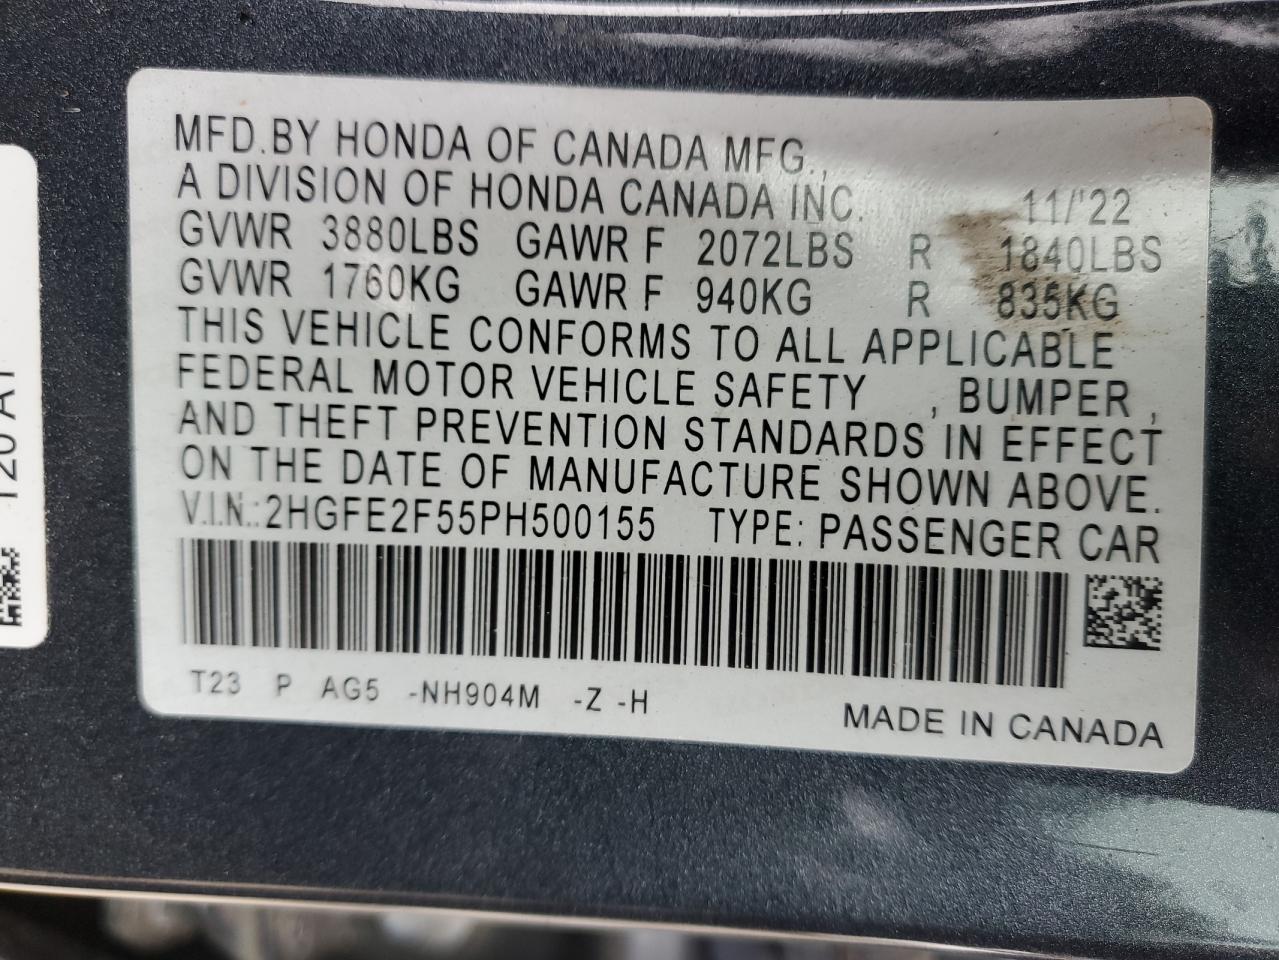 MFD.BY HONDA OF CANADA MFG.,
A DIVISION OF HONDA CANADA INC. 11/'22
GVWR 3880LBS GAWR F 2072LBS R 1840LBS
GVWR 1760KG GAWR F 940KG R 835KG
THIS VEHICLE CONFORMS TO ALL APPLICABLE
FEDERAL MOTOR VEHICLE SAFETY , BUMPER ,
AND THEFT PREVENTION STANDARDS IN EFFECT
ON THE DATE OF MANUFACTURE SHOWN ABOVE.
V.I.N.:2HGFE2F55PH500155 TYPE: PASSENGER CAR
T23 P AG5 -NH904M -Z -H
MADE IN CANADA